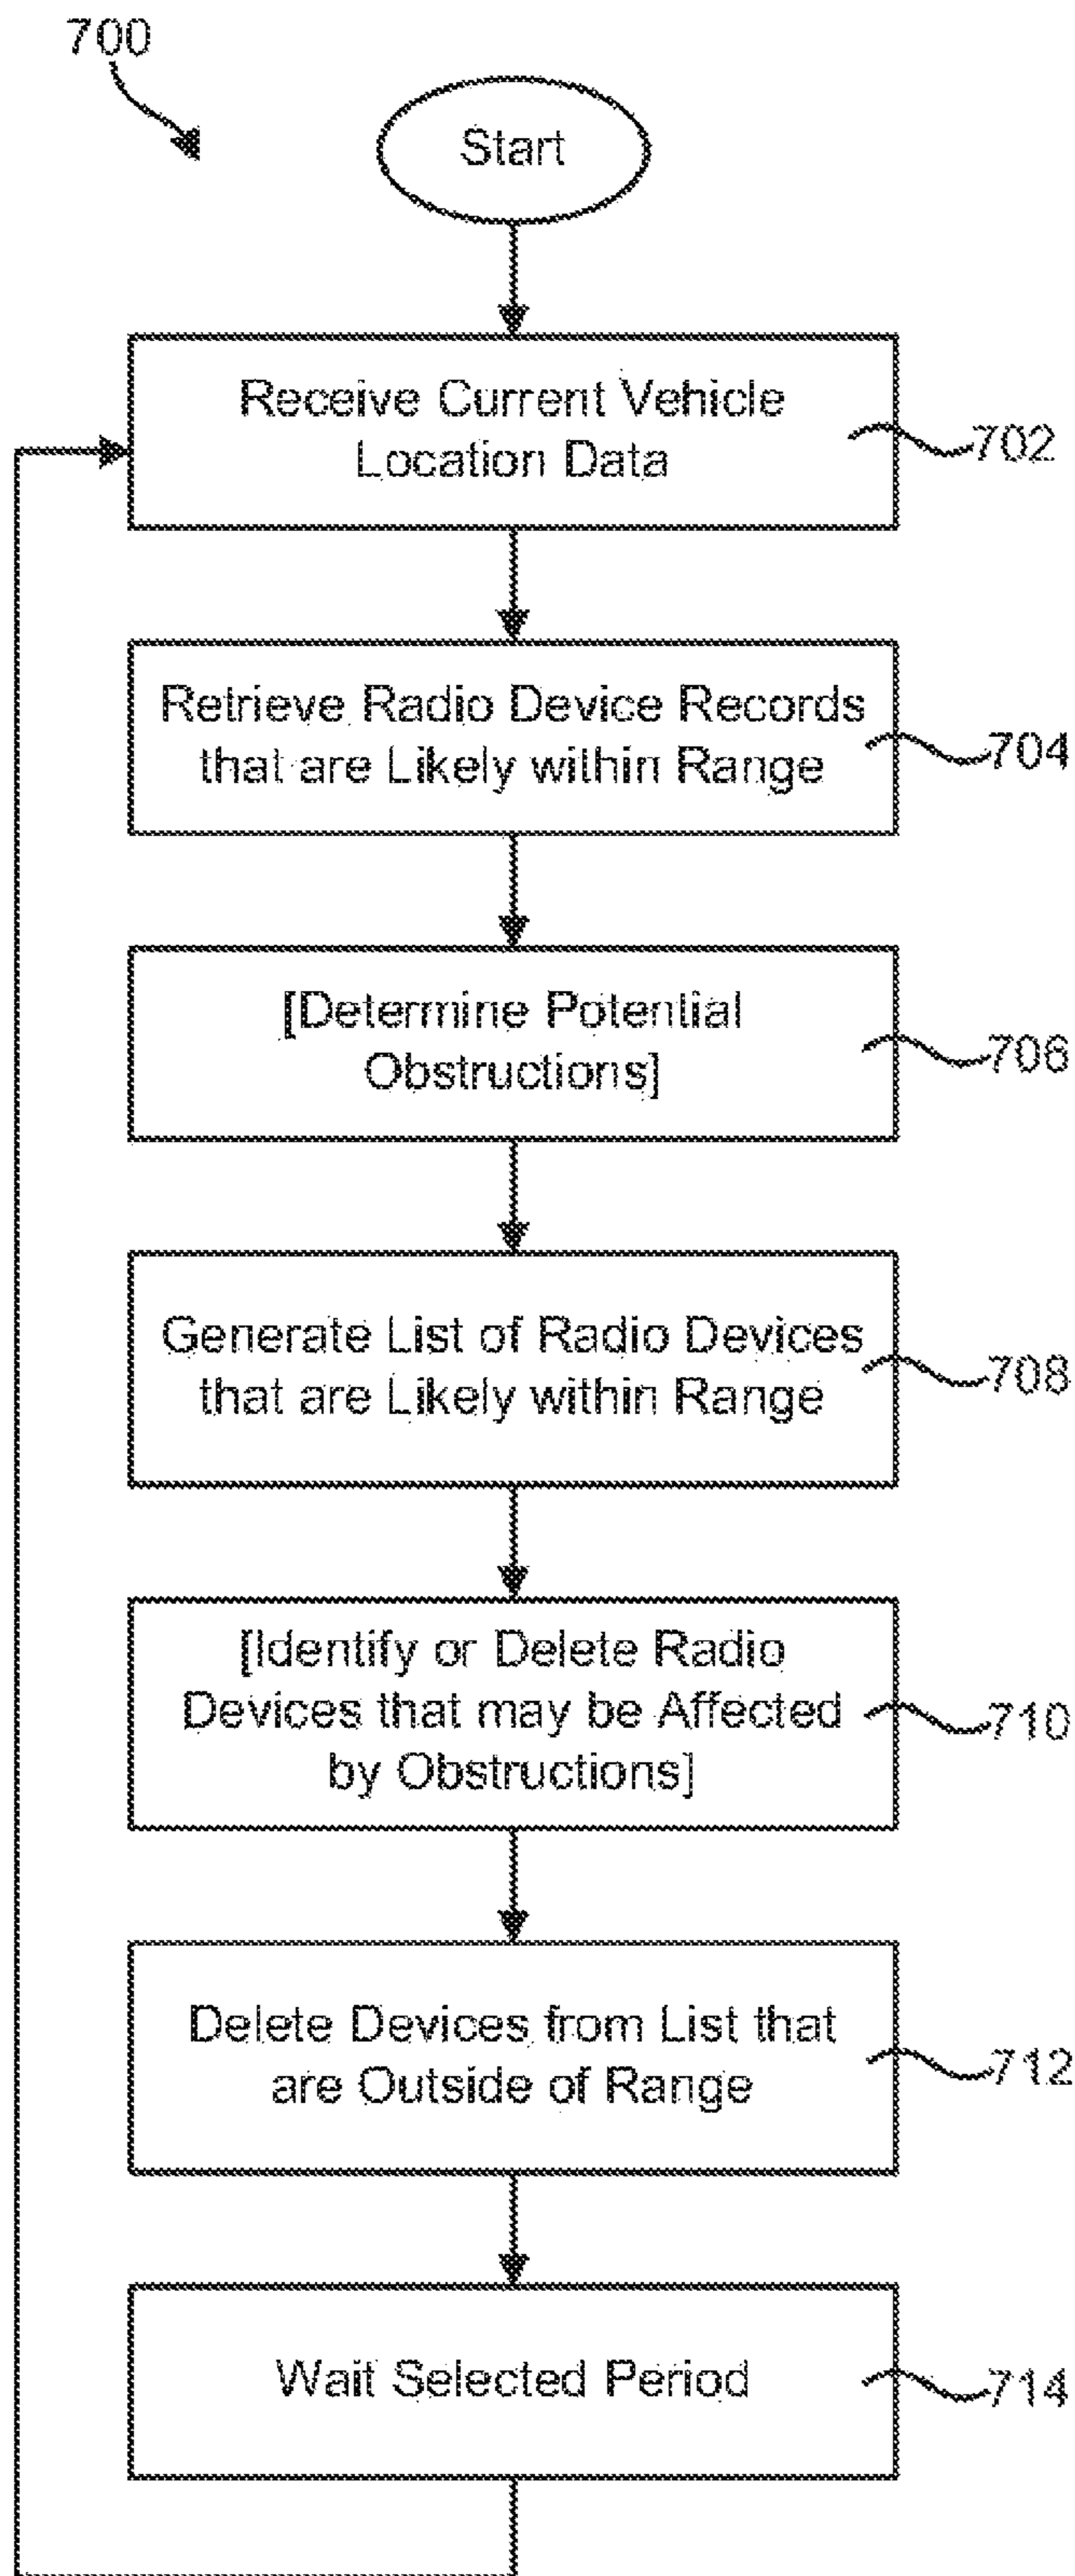 700
Start
Receive Current Vehicle
Location Data
702
Retrieve Radio Device Records
that are Likely within Range
704
[Determine Potential
Obstructions]
706
Generate List of Radio Devices
that are Likely within Range
708
[Identify or Delete Radio
Devices that may be Affected
by Obstructions]
710
Delete Devices from List that
are Outside of Range
712
Wait Selected Period
714